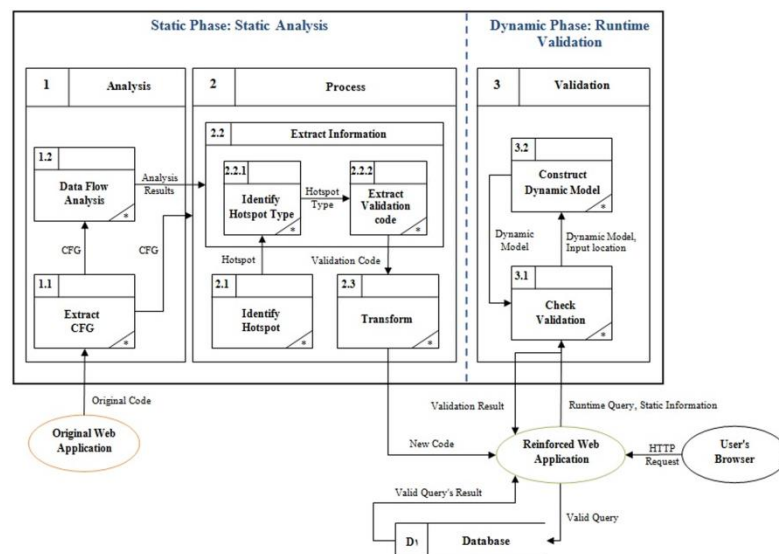 Static Phase: Static Analysis
Dynamic Phase: Runtime
Validation
1
Analysis
2
Process
3
Validation
2.2
Extract Information
1.2
Data Flow
Analysis
*
Analysis
Results
2.2.1
Identify
Hotspot Type
*
Hotspot
Type
2.2.2
Extract
Validation
code
*
3.2
Construct
Dynamic Model
*
CFG
CFG
Hotspot
Validation Code
Dynamic
Model
Dynamic Model,
Input location
1.1
Extract
CFG
*
2.1
Identify
Hotspot
*
2.3
Transform
*
3.1
Check
Validation
*
Original Code
Validation Result
Runtime Query, Static Information
Original Web
Application
New Code
Reinforced Web
Application
HTTP
Request
User's
Browser
Valid Query's Result
Valid Query
D١
Database